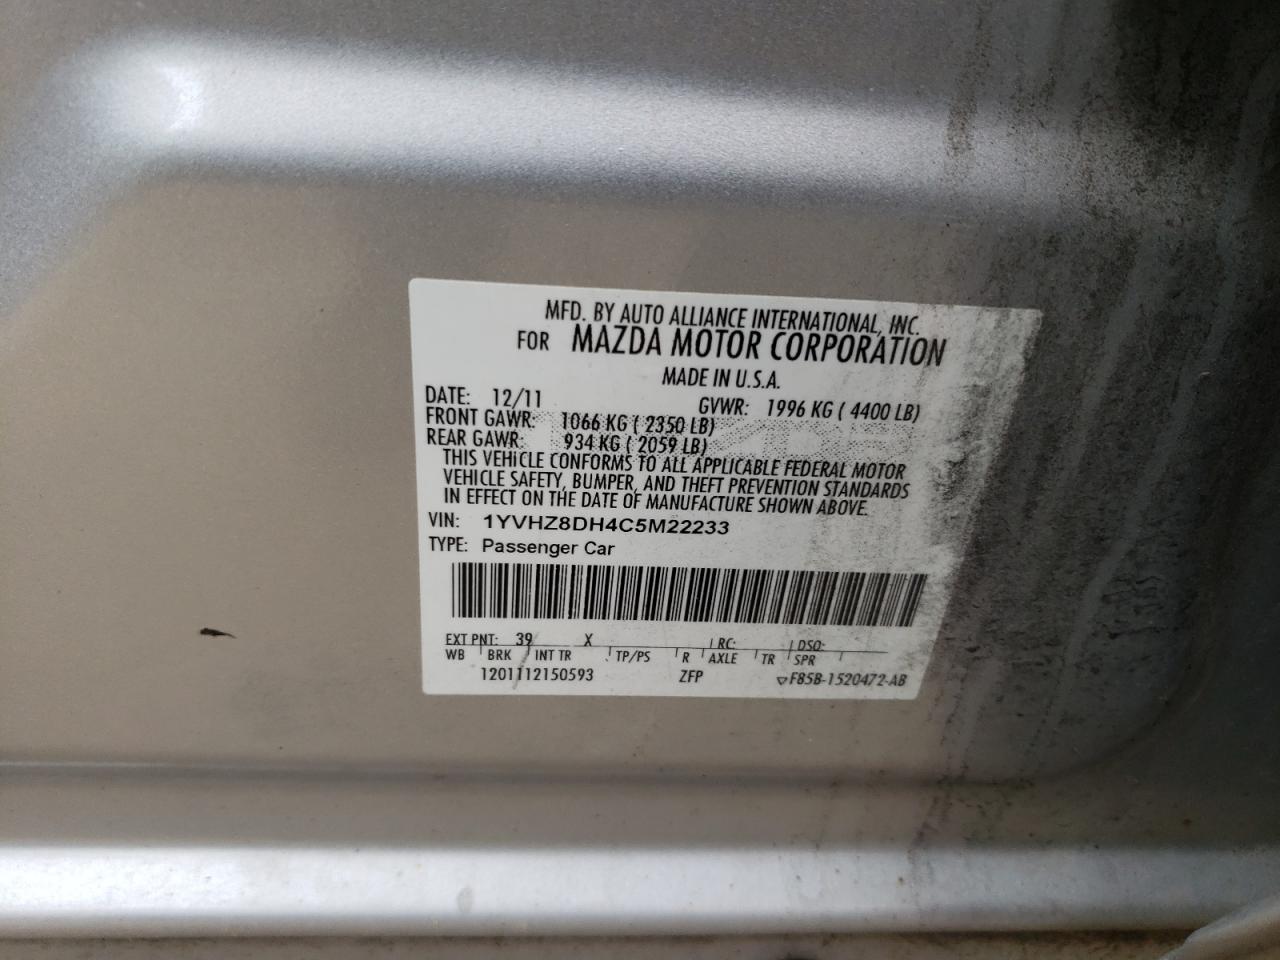 MFD. BY AUTO ALLIANCE INTERNATIONAL, INC.
FOR MAZDA MOTOR CORPORATION
MADE IN U.S.A.
DATE: 12/11 GVWR: 1996 KG ( 4400 LB)
FRONT GAWR: 1066 KG ( 2350 LB)
REAR GAWR: 934 KG ( 2059 LB)
THIS VEHICLE CONFORMS TO ALL APPLICABLE FEDERAL MOTOR
VEHICLE SAFETY, BUMPER, AND THEFT PREVENTION STANDARDS
IN EFFECT ON THE DATE OF MANUFACTURE SHOWN ABOVE.
VIN: 1YVHZ8DH4C5M22233
TYPE: Passenger Car
EXT PNT: 39 X RC: DSO:
WB BRK INT TR TP/PS R AXLE TR SPR
1201112150593 ZFP F85B-1520472-AB